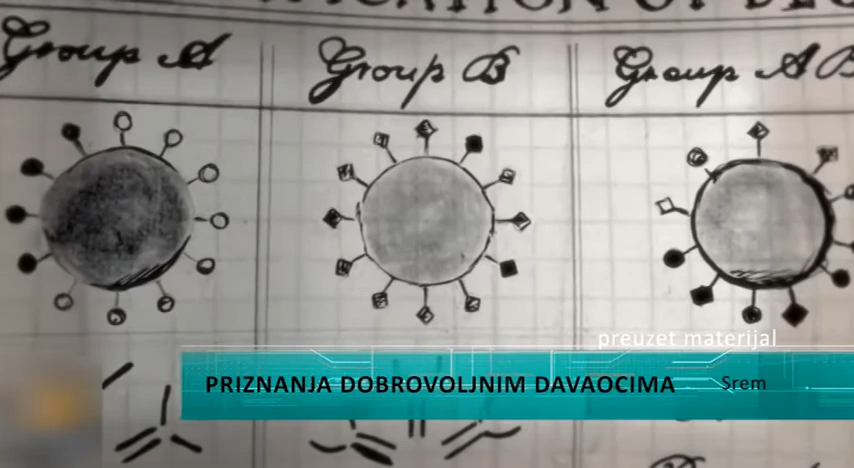 Group A
Group B
Group AB
preuzet materijal
PRIZNANJA DOBROVOLJNIM DAVAOCIMA
Srem